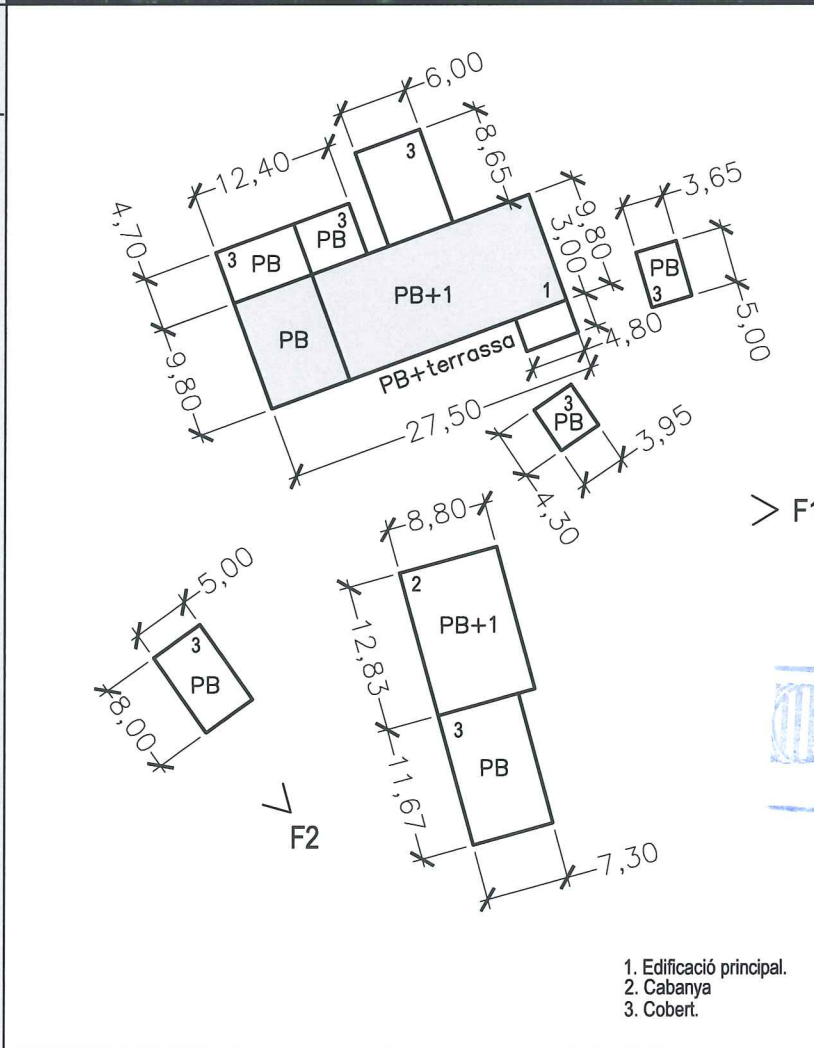 6,00
12,40
8,65
3
3,65
4,70
3
3
PB
PB
9,80
3,00
PB+1
1
PB
3
5,00
PB
9,80
PB+terrassa
4,80
27,50
3
PB
3,95
4,30
F1
8,80
5,00
2
PB+1
3
PB
12,83
8,00
3
PB
11,67
F2
7,30
1. Edificació principal.
2. Cabanya
3. Cobert.